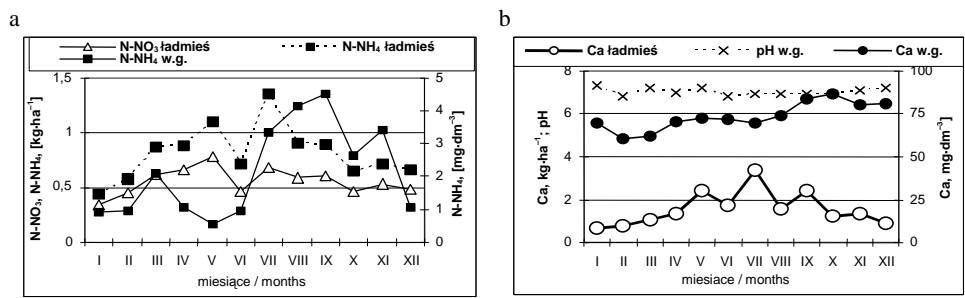 a
N-NO₃ ładmieś
N-NH₄ ładmieś
N-NH₄ w.g.
N-NO₃, N-NH₄, [kg·ha⁻¹]
1,5
1
0,5
0
5
4
3
2
1
0
N-NH₄, [mg·dm⁻³]
I II III IV V VI VII VIII IX X XI XII
miesiące / months
b
Ca ładmieś pH w.g. Ca w.g.
Ca, kg·ha⁻¹; pH
8
6
4
2
0
100
75
50
25
0
Ca, mg·dm⁻³
I II III IV V VI VII VIII IX X XI XII
miesiące / months